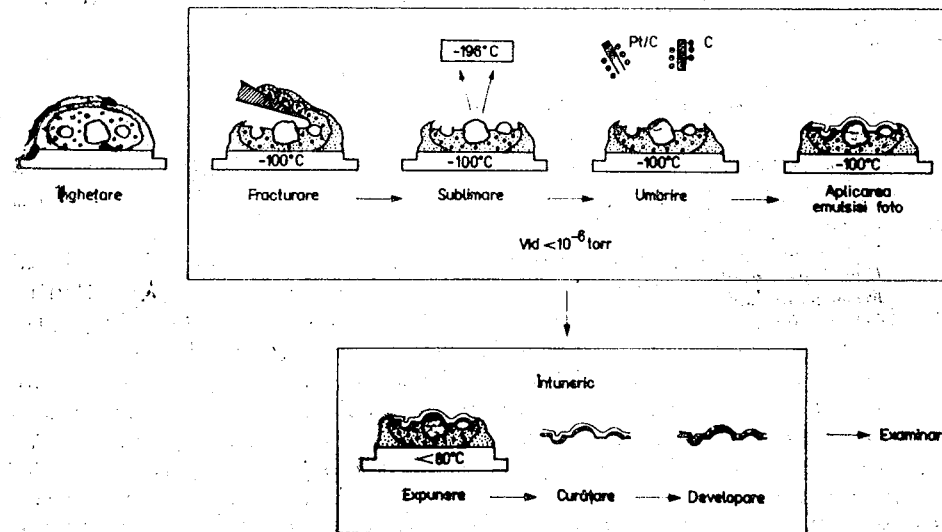 Pt/C
C
-196°C
-100°C
-100°C
-100°C
-100°C
Înghețare
Fracturare
Sublimare
Umbrire
Aplicarea
emulsiei foto
Vid <10⁻⁶ torr
Întuneric
<80°C
Expunere
Curățare
Developare
Examinar